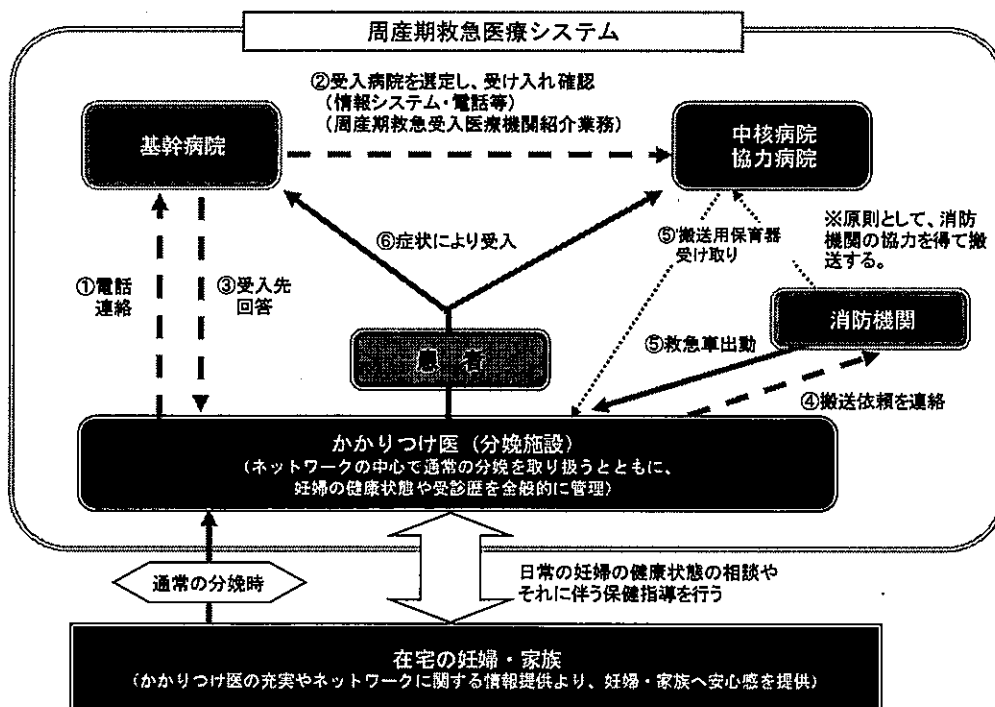 周産期救急医療システム
②受入病院を選定し、受け入れ確認
(情報システム・電話等)
(周産期救急受入医療機関紹介業務)
基幹病院
中核病院
協力病院
⑥症状により受入
⑤'搬送用保育器
受け取り
※原則として、消防
機関の協力を得て搬
送する。
①電話
連絡
③受入先
回答
消防機関
患 者
⑤救急車出動
④搬送依頼を連絡
かかりつけ医(分娩施設)
(ネットワークの中心で通常の分娩を取り扱うとともに、
妊婦の健康状態や受診歴を全般的に管理)
通常の分娩時
日常の妊婦の健康状態の相談や
それに伴う保健指導を行う
在宅の妊婦・家族
(かかりつけ医の充実やネットワークに関する情報提供より、妊婦・家族へ安心感を提供)